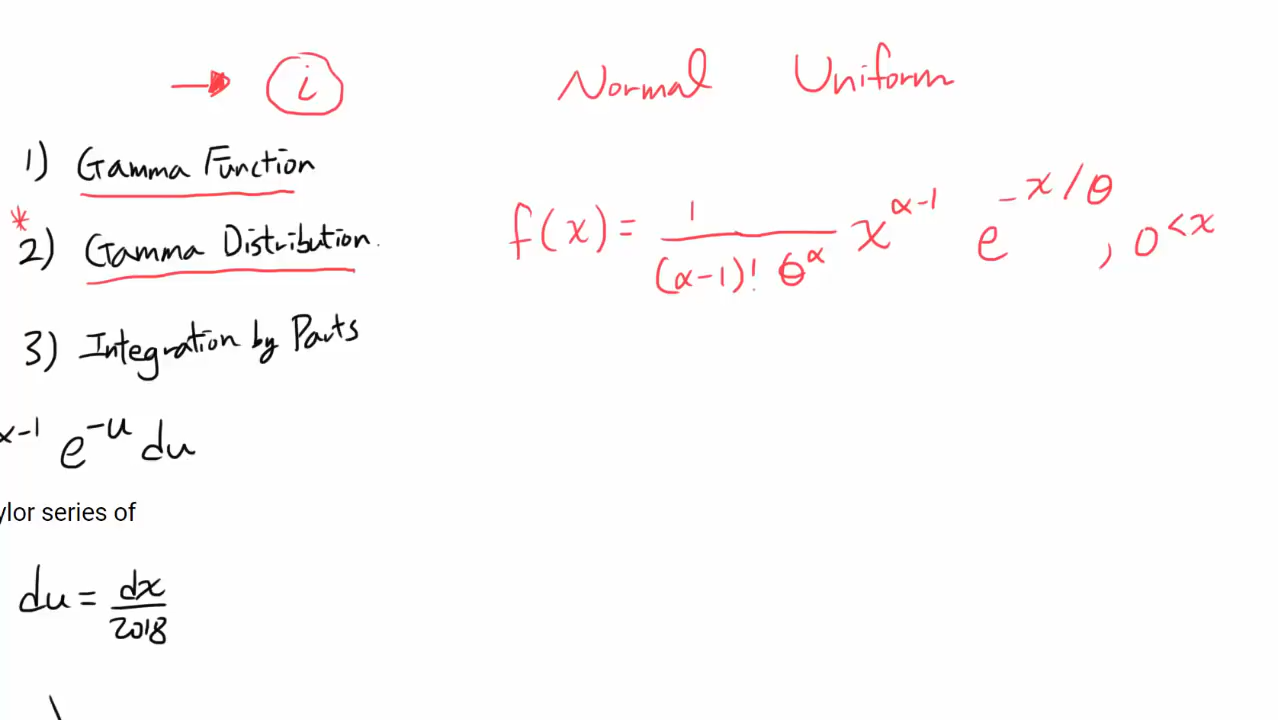 → i Normal Uniform
1) Gamma Function
* 2) Gamma Distribution.
f(x) = 1 / (α-1)! θ^α x^(α-1) e^(-x/θ), 0<x
3) Integration by Parts
x-1 e^-u du
ylor series of
du = dx/2018